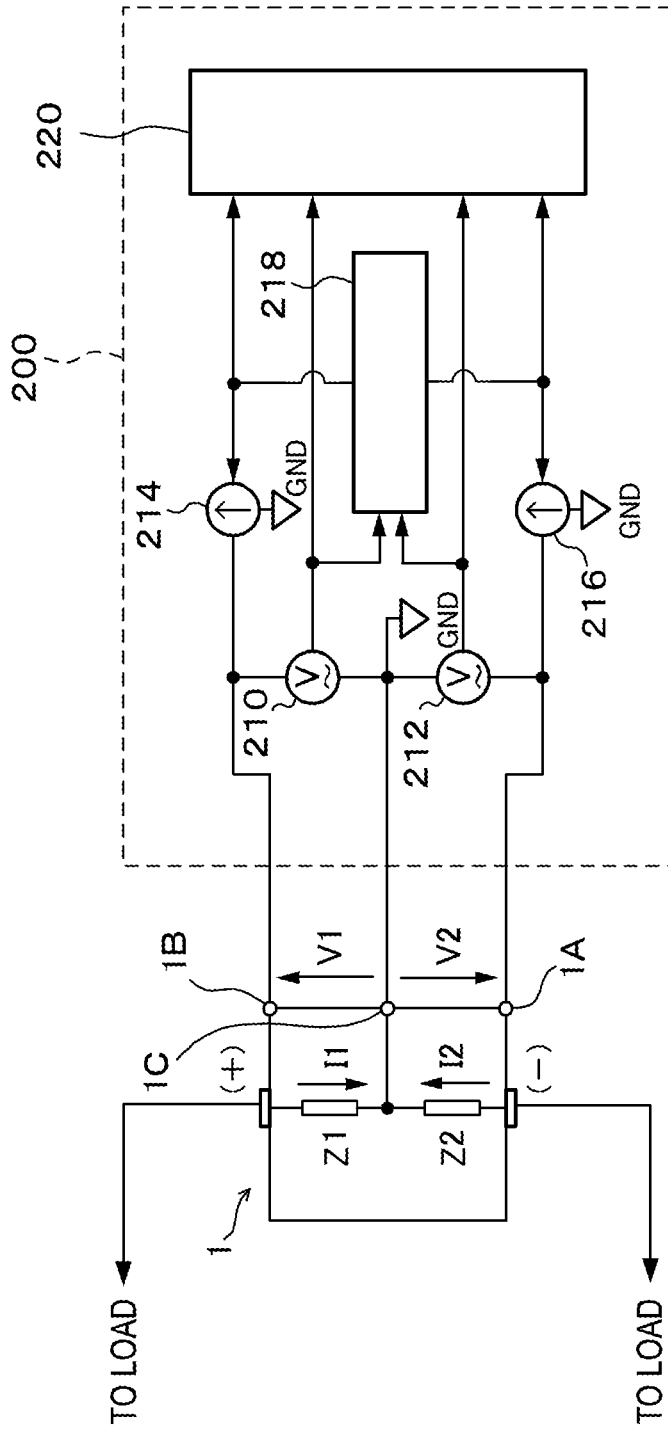 200
220
214
GND
218
210
GND
212
216
GND
1B
V1
1C
(+)
I1
Z1
V2
1A
I2
Z2
(-)
1
TO LOAD
TO LOAD